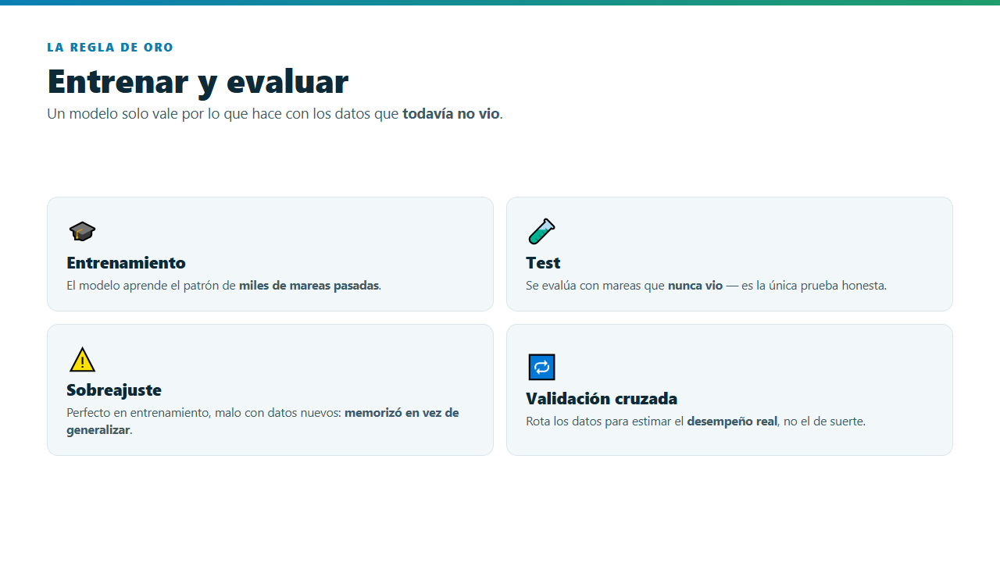 LA REGLA DE ORO
Entrenar y evaluar
Un modelo solo vale por lo que hace con los datos que todavía no vio.
Entrenamiento
El modelo aprende el patrón de miles de mareas pasadas.
Test
Se evalúa con mareas que nunca vio — es la única prueba honesta.
Sobreajuste
Perfecto en entrenamiento, malo con datos nuevos: memorizó en vez de
generalizar.
Validación cruzada
Rota los datos para estimar el desempeño real, no el de suerte.